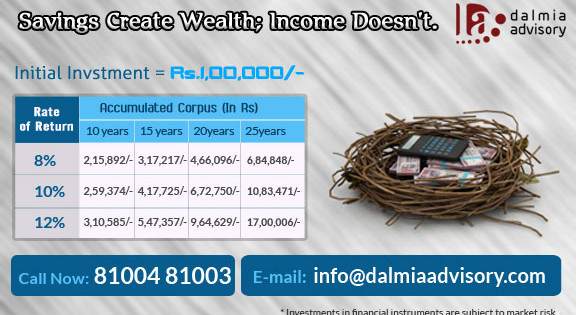 Savings Create Wealth; Income Doesn't.
dalmia
advisory
Initial Invstment = Rs.1,00,000/-
Rate of Return Accumulated Corpus (In Rs)
10 years 15 years 20years 25years
8% 2,15,892/- 3,17,217/- 4,66,096/- 6,84,848/-
10% 2,59,374/- 4,17,725/- 6,72,750/- 10,83,471/-
12% 3,10,585/- 5,47,357/- 9,64,629/- 17,00,006/-
Call Now: 81004 81003 E-mail: info@dalmiaadvisory.com
* Investments in financial instruments are subject to market risk